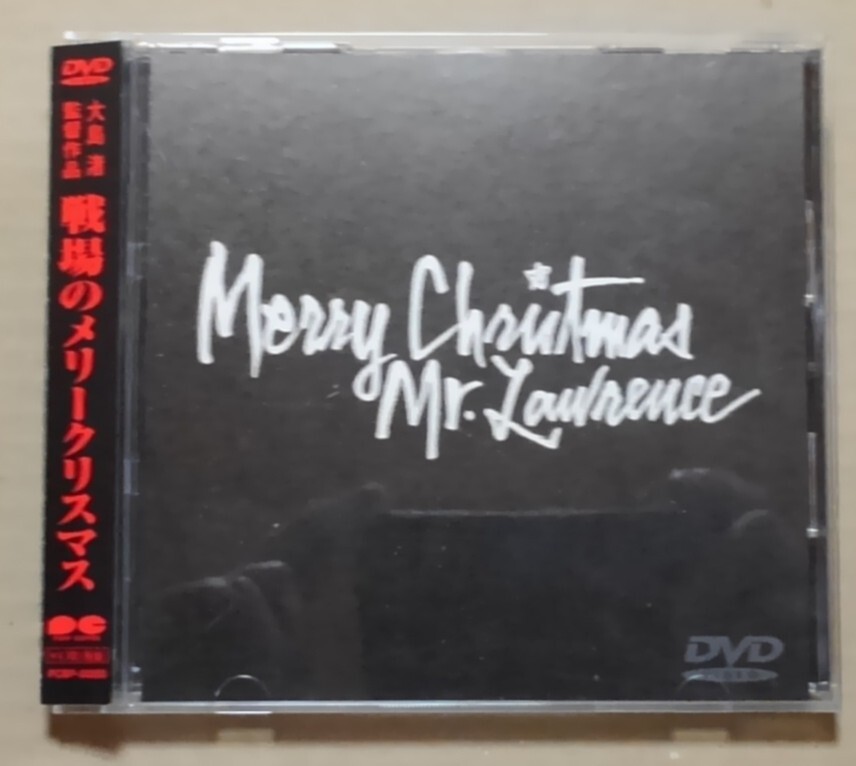 DVD
大島渚
監督作品
戦場のメリークリスマス
Merry Christmas
Mr. Lawrence
DVD
VIDEO